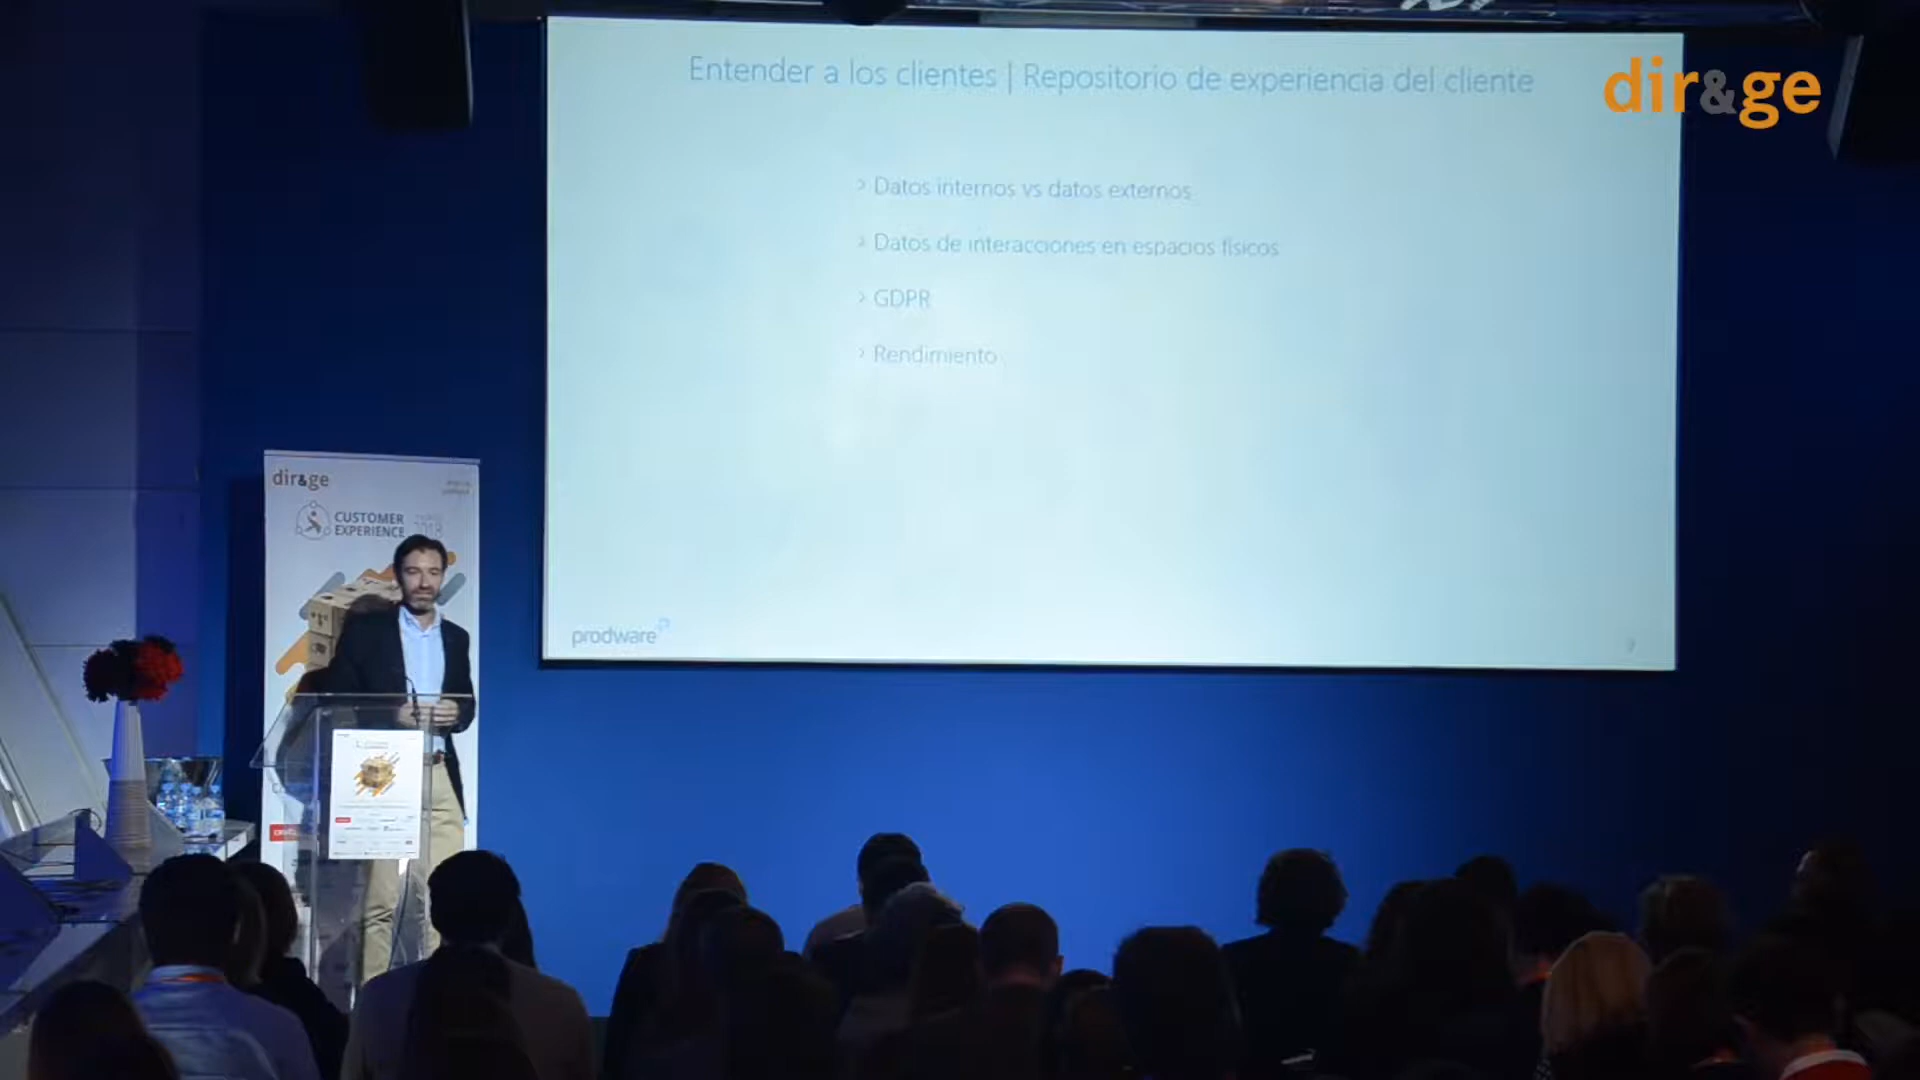 Entender a los clientes | Repositorio de experiencia del cliente
dir&ge
› Datos internos vs datos externos
› Datos de interacciones en espacios físicos
› GDPR
› Rendimiento
prodware
dir&ge
CUSTOMER
EXPERIENCE
2018